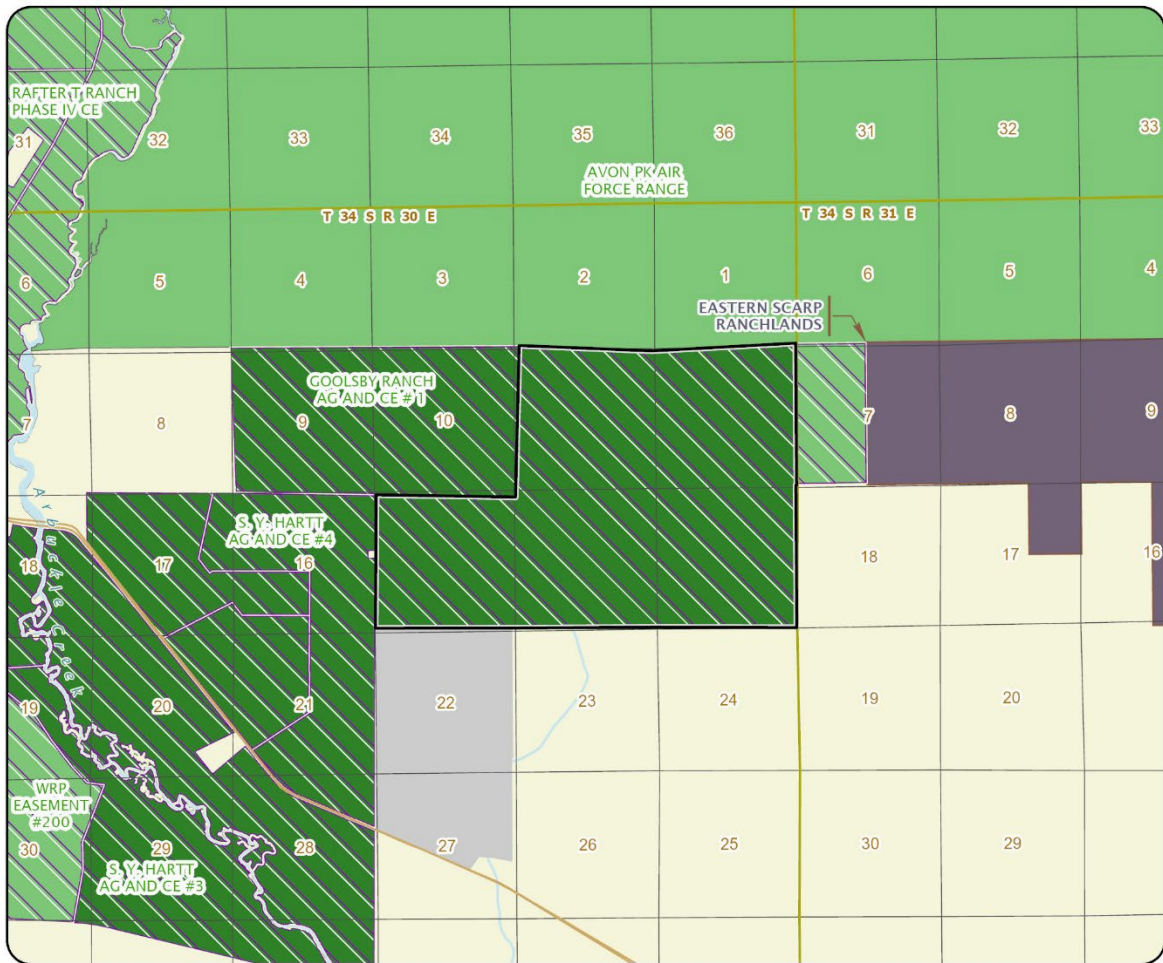 RAFTER T RANCH
PHASE IV CE
31
32
33
34
35
36
31
32
33
AVON PK AIR
FORCE RANGE
T 34 S R 30 E
T 34 S R 31 E
6
5
4
3
2
1
6
5
4
EASTERN SCARP
RANCHLANDS
GOOLSBY RANCH
AG AND CE # 1
7
8
9
10
7
8
9
S. Y. HARTT
AG AND CE #4
Arbuckle Creek
18
17
16
18
17
16
19
20
21
22
23
24
19
20
WRP
EASEMENT
#200
30
29
28
27
26
25
30
29
S. Y. HARTT
AG AND CE #3